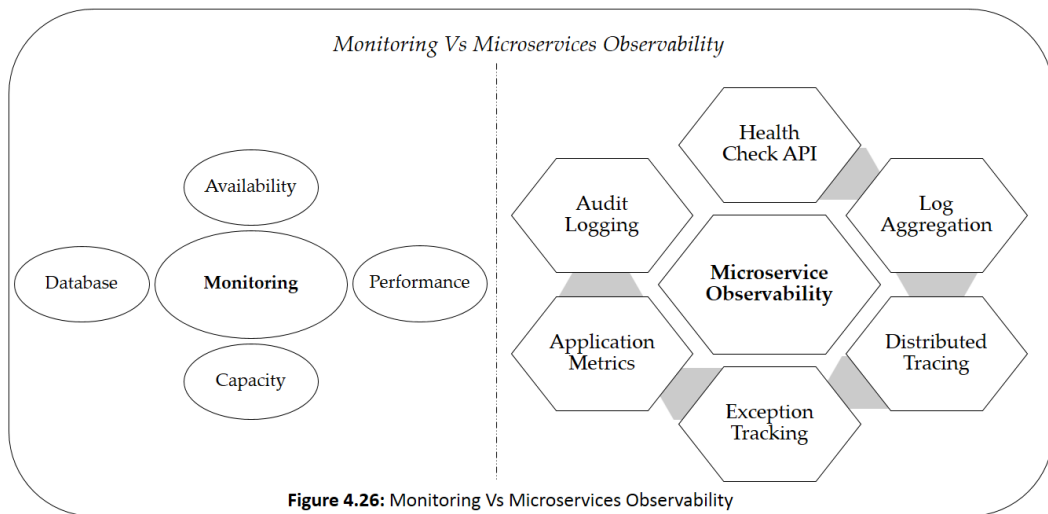 Monitoring Vs Microservices Observability
Availability
Database
Monitoring
Performance
Capacity
Health
Check API
Audit
Logging
Log
Aggregation
Microservice
Observability
Application
Metrics
Distributed
Tracing
Exception
Tracking
Figure 4.26: Monitoring Vs Microservices Observability